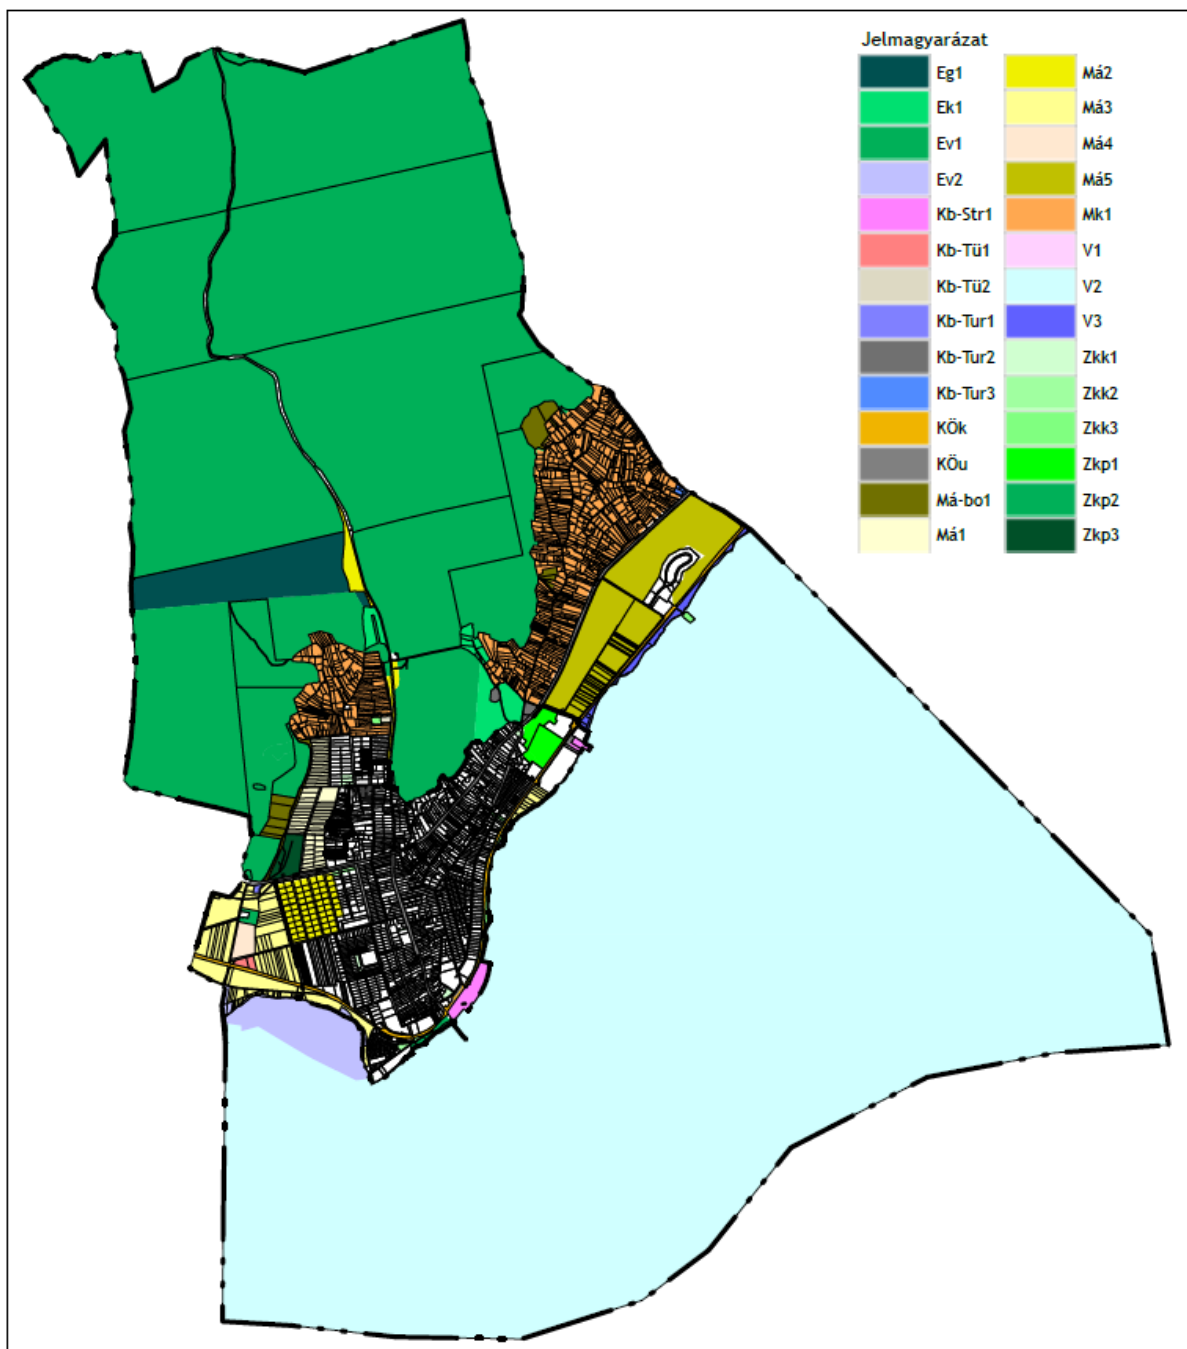 Jelmagyarázat
Eg1
Ek1
Ev1
Ev2
Kb-Str1
Kb-Tü1
Kb-Tü2
Kb-Tur1
Kb-Tur2
Kb-Tur3
KÖk
KÖu
Má-bo1
Má1
Má2
Má3
Má4
Má5
Mk1
V1
V2
V3
Zkk1
Zkk2
Zkk3
Zkp1
Zkp2
Zkp3